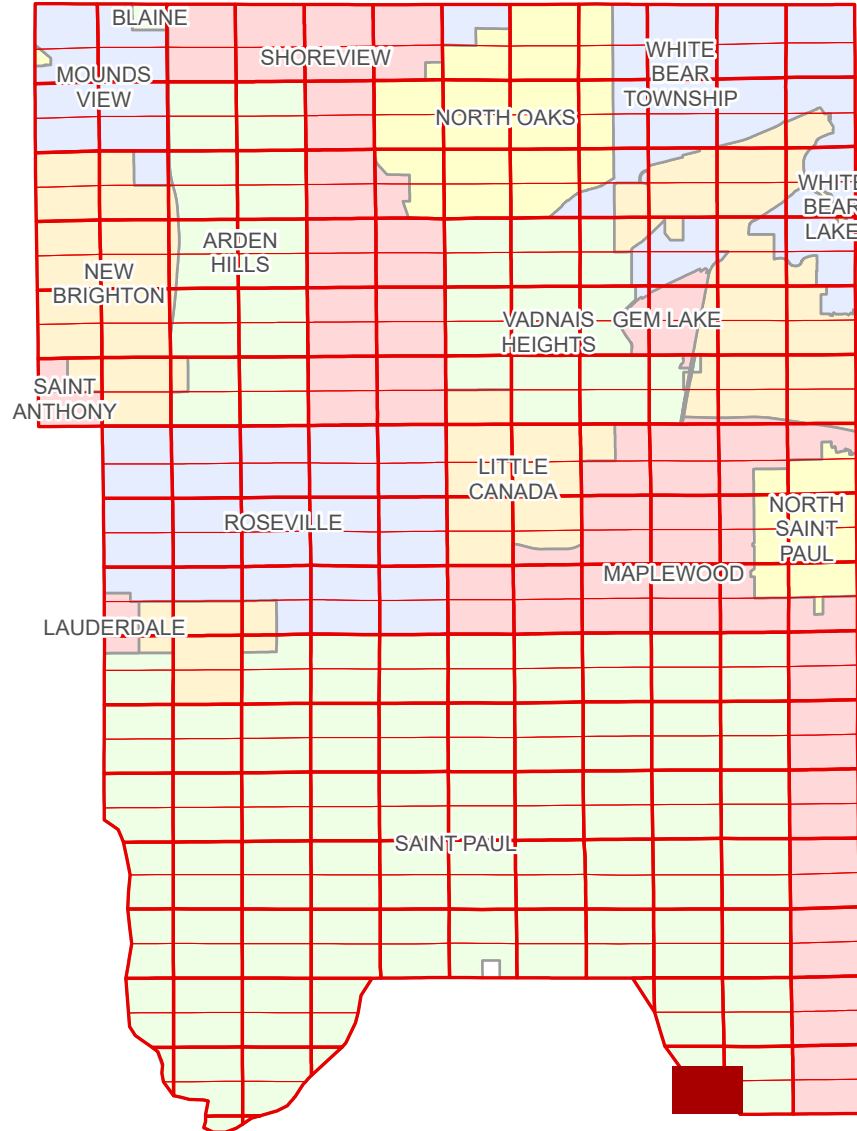 BLAINE
SHOREVIEW
WHITE
BEAR
TOWNSHIP
MOUNDS
VIEW
NORTH OAKS
WHITE
BEAR
LAKE
ARDEN
HILLS
NEW
BRIGHTON
VADNAIS
HEIGHTS
GEM LAKE
SAINT
ANTHONY
LITTLE
CANADA
ROSEVILLE
NORTH
SAINT
PAUL
MAPLEWOOD
LAUDERDALE
SAINT PAUL